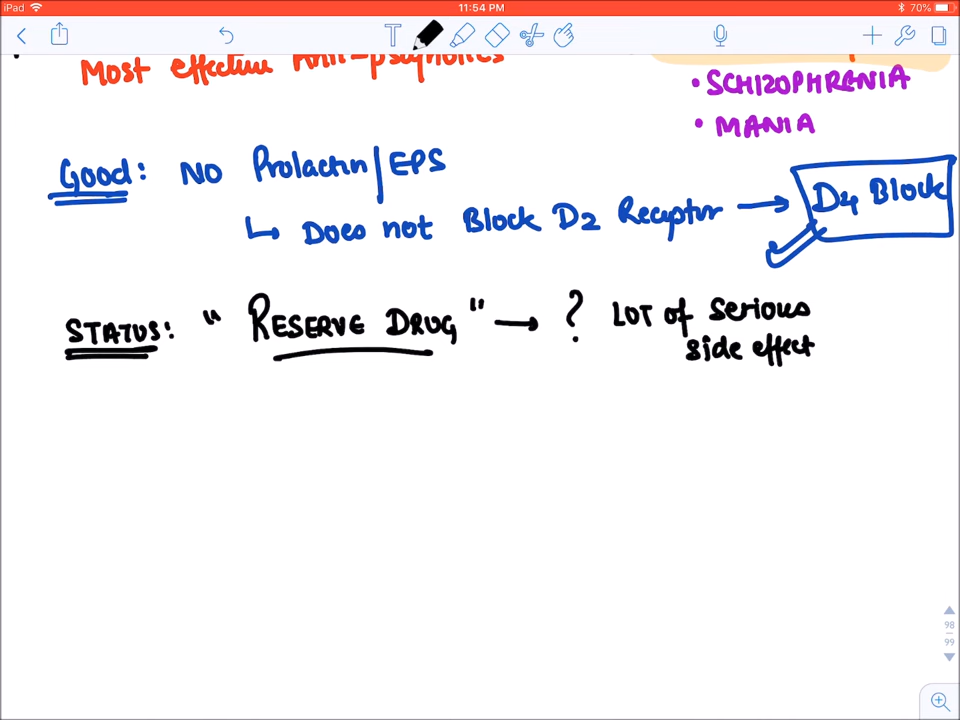 iPad 11:54 PM 70%
T
Most effective Anti-psychotics
• SCHIZOPHRENIA
• MANIA
Good: NO Prolactin/EPS
↳ Does not Block D2 Receptor → D4 Block
STATUS: " RESERVE DRUG " → ? LOT of Serious
side effect
98
99